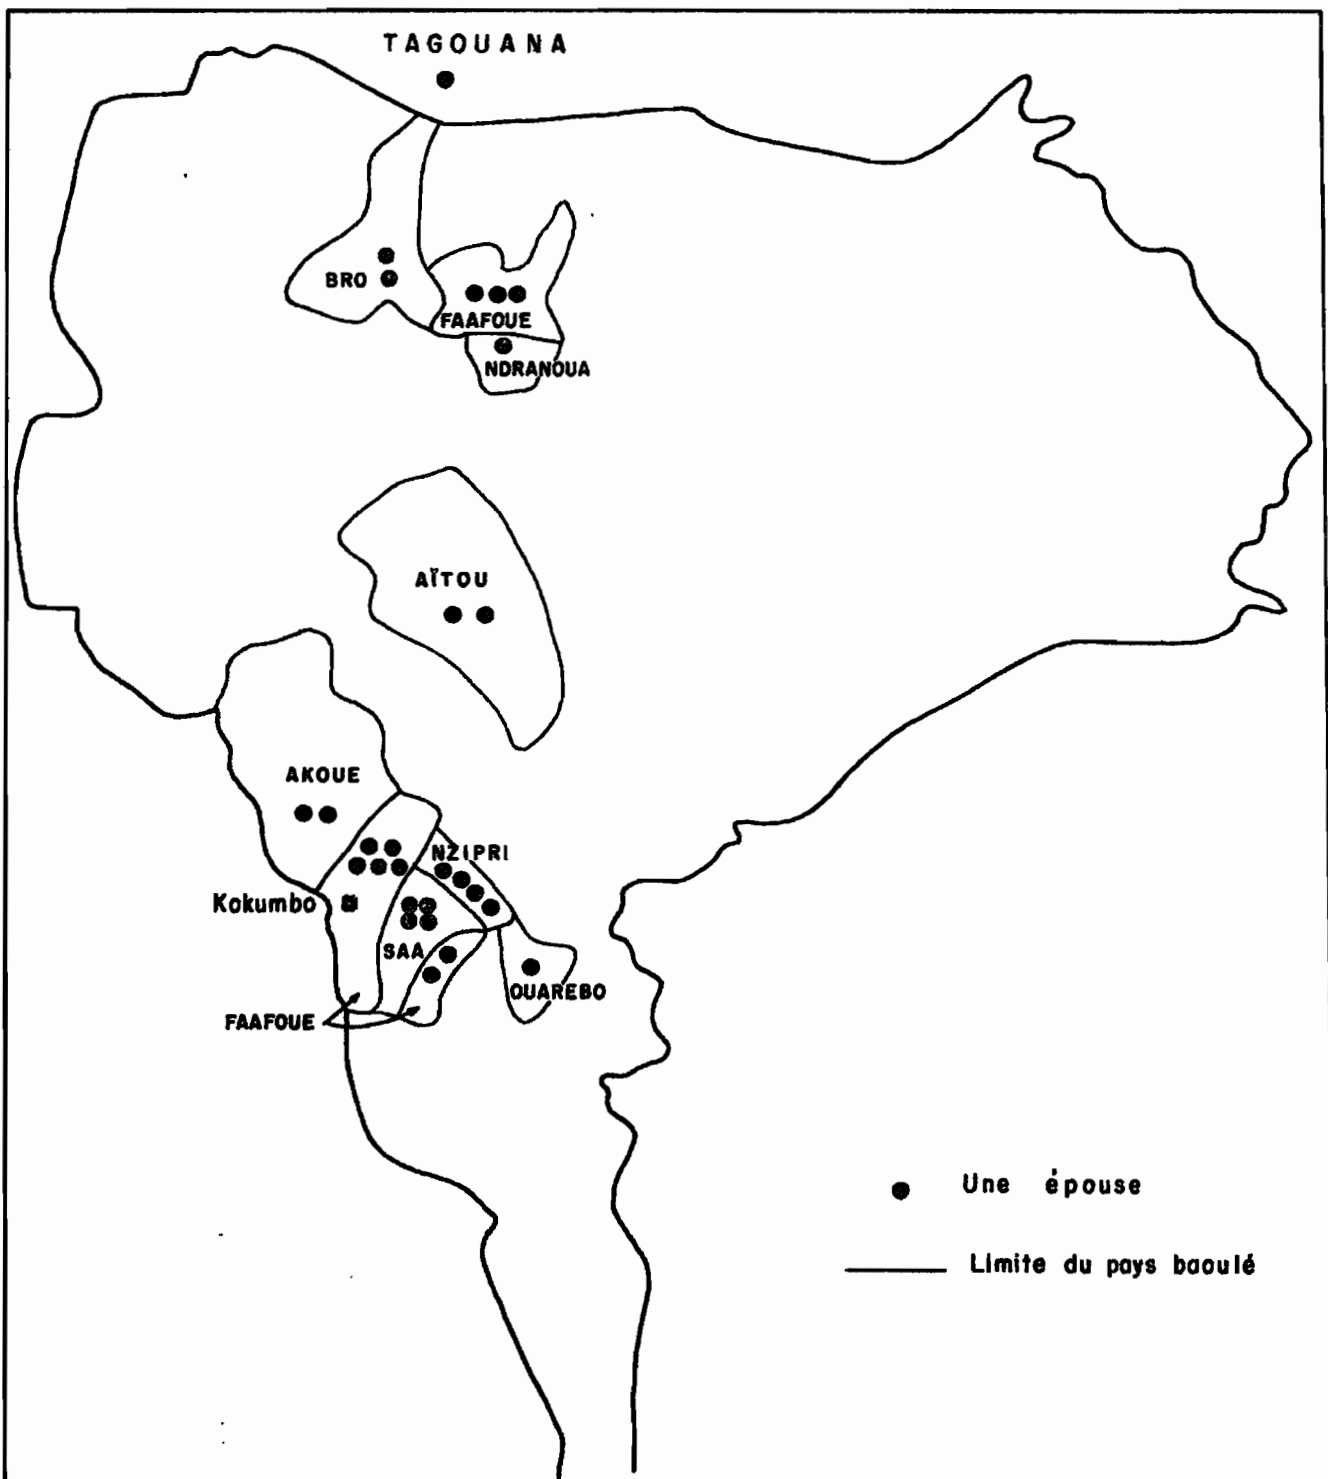 TAGOUANA
BRO
FAAFOUE
NDRANOUA
AÏTOU
AKOUE
NZIPRI
Kokumbo
SAA
OUAREBO
FAAFOUE
Une épouse
Limite du pays baoulé